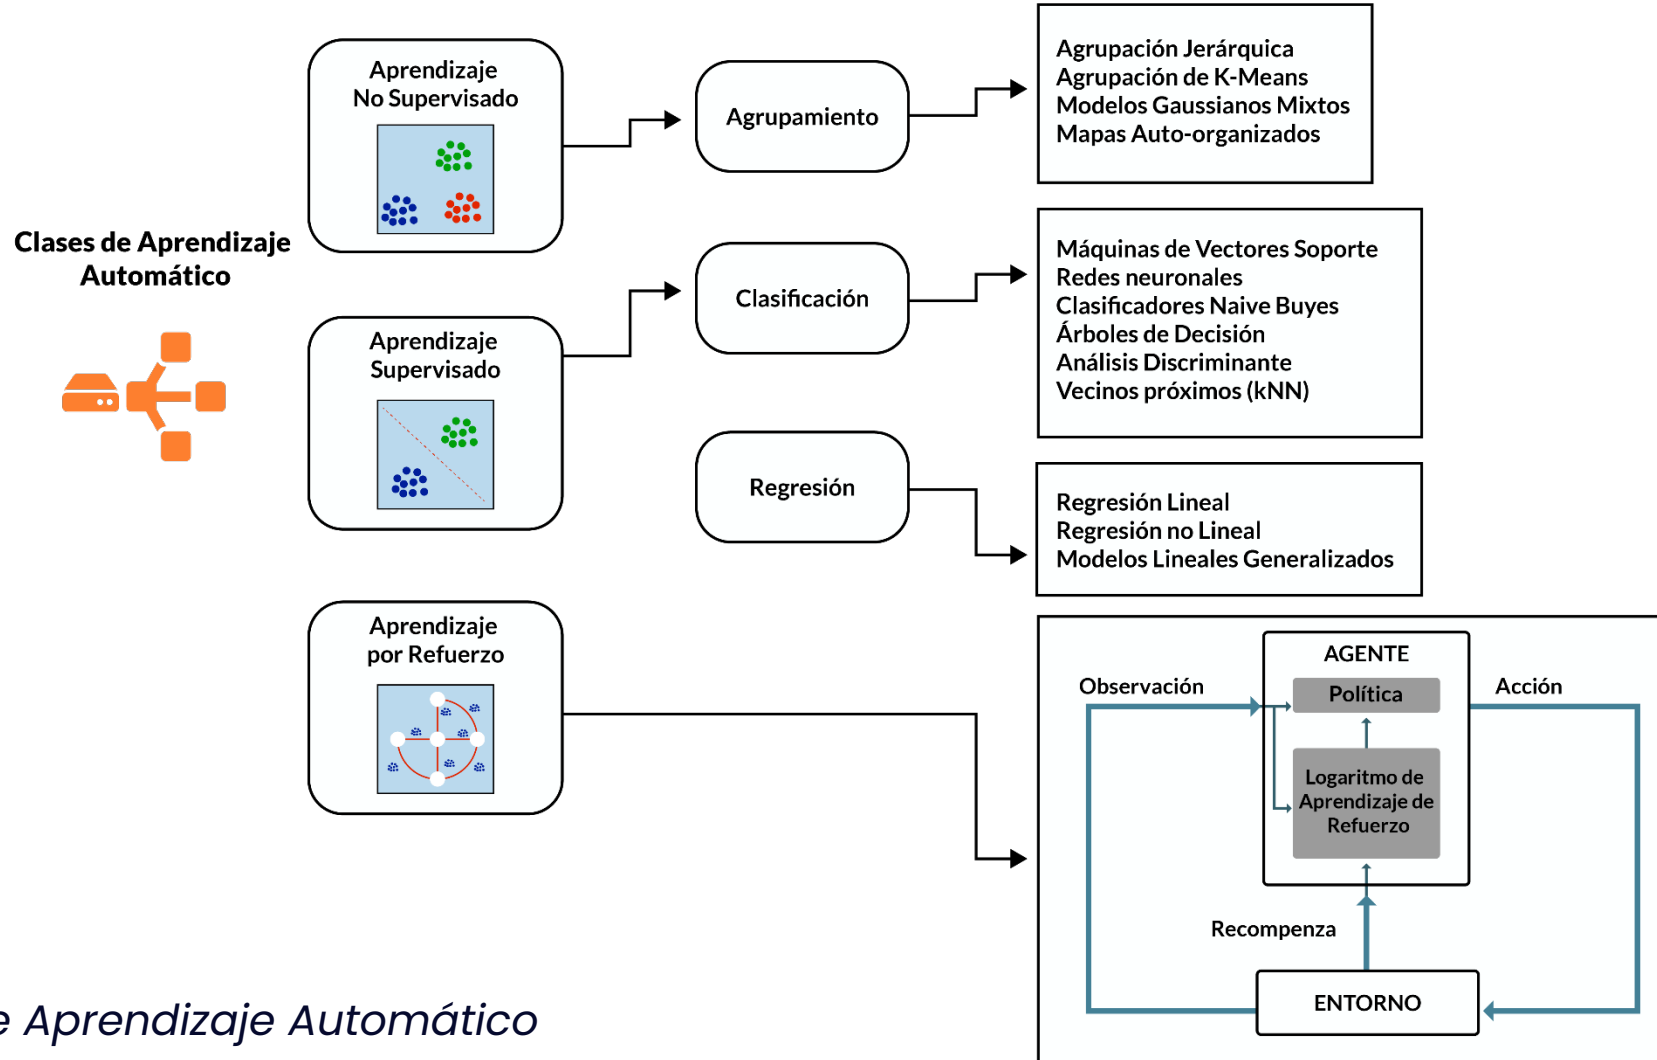 Clases de Aprendizaje
Automático
Aprendizaje
No Supervisado
Agrupamiento
Agrupación Jerárquica
Agrupación de K-Means
Modelos Gaussianos Mixtos
Mapas Auto-organizados
Aprendizaje
Supervisado
Clasificación
Máquinas de Vectores Soporte
Redes neuronales
Clasificadores Naive Buyes
Árboles de Decisión
Análisis Discriminante
Vecinos próximos (kNN)
Regresión
Regresión Lineal
Regresión no Lineal
Modelos Lineales Generalizados
Aprendizaje
por Refuerzo
AGENTE
Observación
Política
Acción
Logaritmo de
Aprendizaje de
Refuerzo
Recompenza
ENTORNO
e Aprendizaje Automático